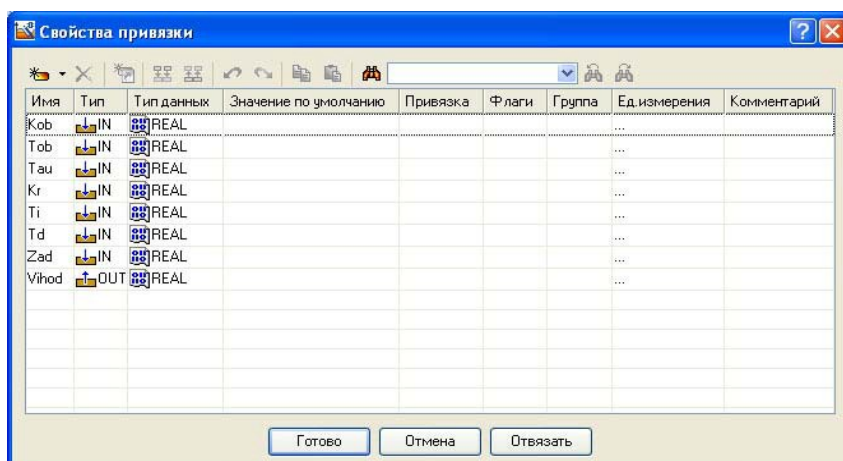 Свойства привязки
Имя Тип Тип данных Значение по умолчанию Привязка Флаги Группа Ед.измерения Комментарий
Kob IN REAL ...
Tob IN REAL ...
Tau IN REAL ...
Kr IN REAL ...
Ti IN REAL ...
Td IN REAL ...
Zad IN REAL ...
Vihod OUT REAL ...
Готово Отмена Отвязать